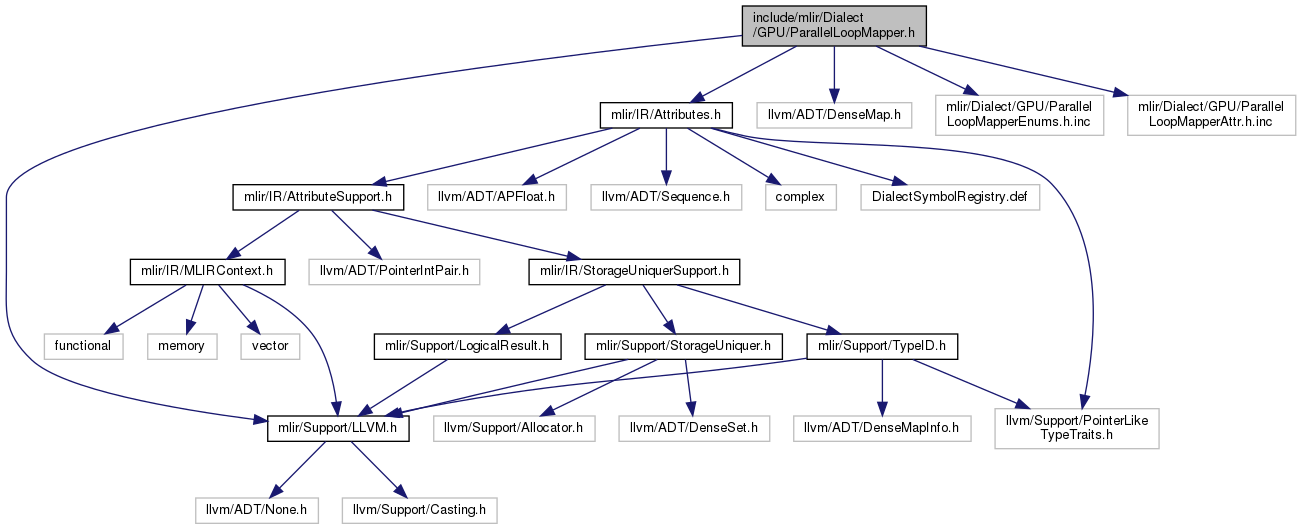 include/mlir/Dialect
/GPU/ParallelLoopMapper.h
mlir/IR/Attributes.h
llvm/ADT/DenseMap.h
mlir/Dialect/GPU/Parallel
LoopMapperEnums.h.inc
mlir/Dialect/GPU/Parallel
LoopMapperAttr.h.inc
mlir/IR/AttributeSupport.h
llvm/ADT/APFloat.h
llvm/ADT/Sequence.h
complex
DialectSymbolRegistry.def
mlir/IR/MLIRContext.h
llvm/ADT/PointerIntPair.h
mlir/IR/StorageUniquerSupport.h
functional
memory
vector
mlir/Support/LogicalResult.h
mlir/Support/StorageUniquer.h
mlir/Support/TypeID.h
mlir/Support/LLVM.h
llvm/Support/Allocator.h
llvm/ADT/DenseSet.h
llvm/ADT/DenseMapInfo.h
llvm/Support/PointerLike
TypeTraits.h
llvm/ADT/None.h
llvm/Support/Casting.h